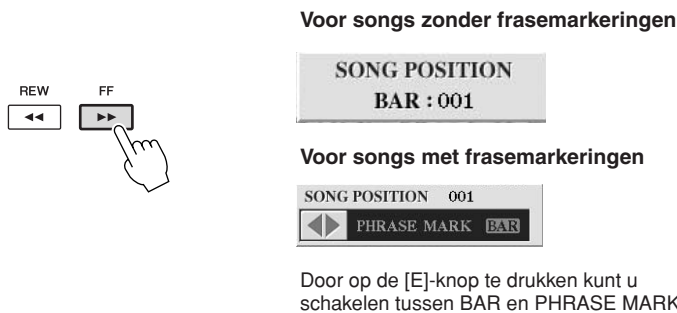 Voor songs zonder frasemarkeringen
REW FF
SONG POSITION
BAR : 001
Voor songs met frasemarkeringen
SONG POSITION 001
PHRASE MARK BAR
Door op de [E]-knop te drukken kunt u
schakelen tussen BAR en PHRASE MARK